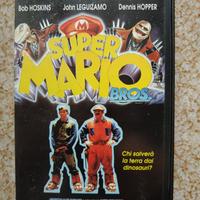 Bob HOSKINS John LEGUIZAMO Dennis HOPPER
SUPER
MARIO
BROS.
Chi salverà
la terra dai
dinosauri?